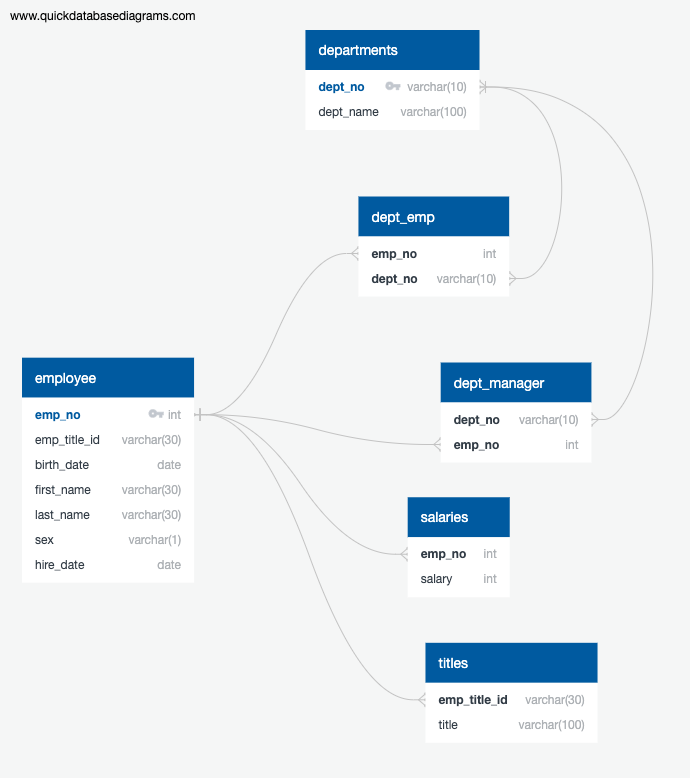 www.quickdatabasediagrams.com
departments
dept_no varchar(10)
dept_name varchar(100)
dept_emp
emp_no int
dept_no varchar(10)
employee
emp_no int
emp_title_id varchar(30)
birth_date date
first_name varchar(30)
last_name varchar(30)
sex varchar(1)
hire_date date
dept_manager
dept_no varchar(10)
emp_no int
salaries
emp_no int
salary int
titles
emp_title_id varchar(30)
title varchar(100)